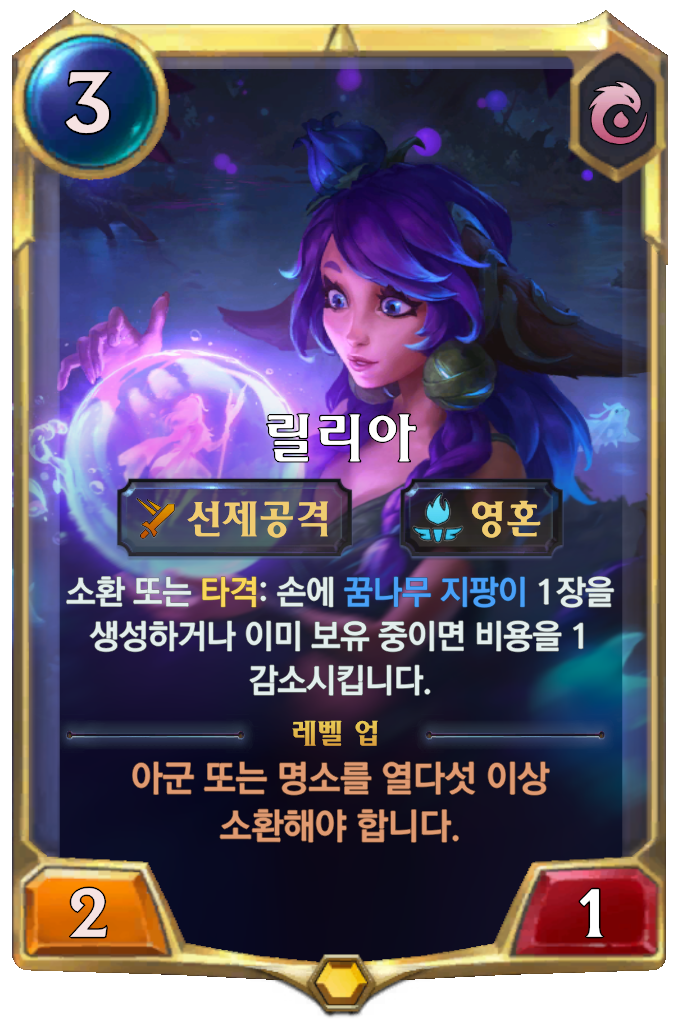 3
릴리아
선제공격 영혼
소환 또는 타격: 손에 꿈나무 지팡이 1장을
생성하거나 이미 보유 중이면 비용을 1
감소시킵니다.
레벨 업
아군 또는 명소를 열다섯 이상
소환해야 합니다.
2 1